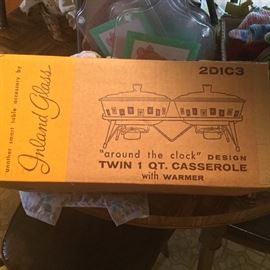 another smart table accessory by
Inland Glass
2D1C3
"around the clock" DESIGN
TWIN 1 QT. CASSEROLE
with WARMER